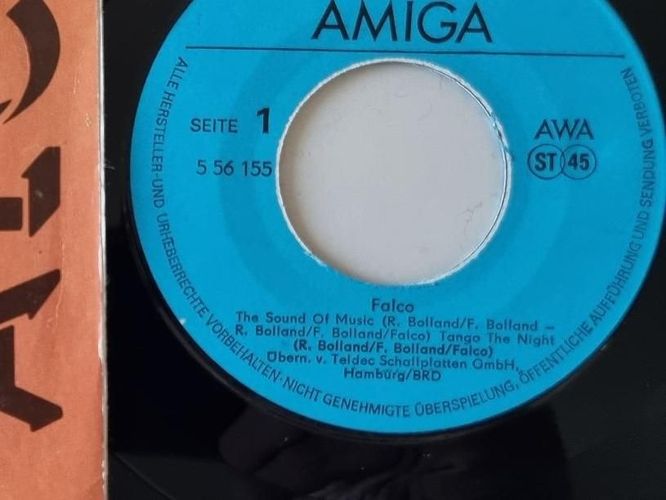 AMIGA
SEITE 1
5 56 155
AWA
ST 45
Falco
The Sound Of Music (R. Bolland/F. Bolland –
R. Bolland/F. Bolland/Falco) Tango The Night
(R. Bolland/F. Bolland/Falco)
Übern. v. Teldec Schallplatten GmbH,
Hamburg/BRD
ALLE HERSTELLER-UND URHEBERRECHTE VORBEHALTEN · NICHT GENEHMIGTE ÜBERSPIELUNG, ÖFFENTLICHE AUFFÜHRUNG UND SENDUNG VERBOTEN